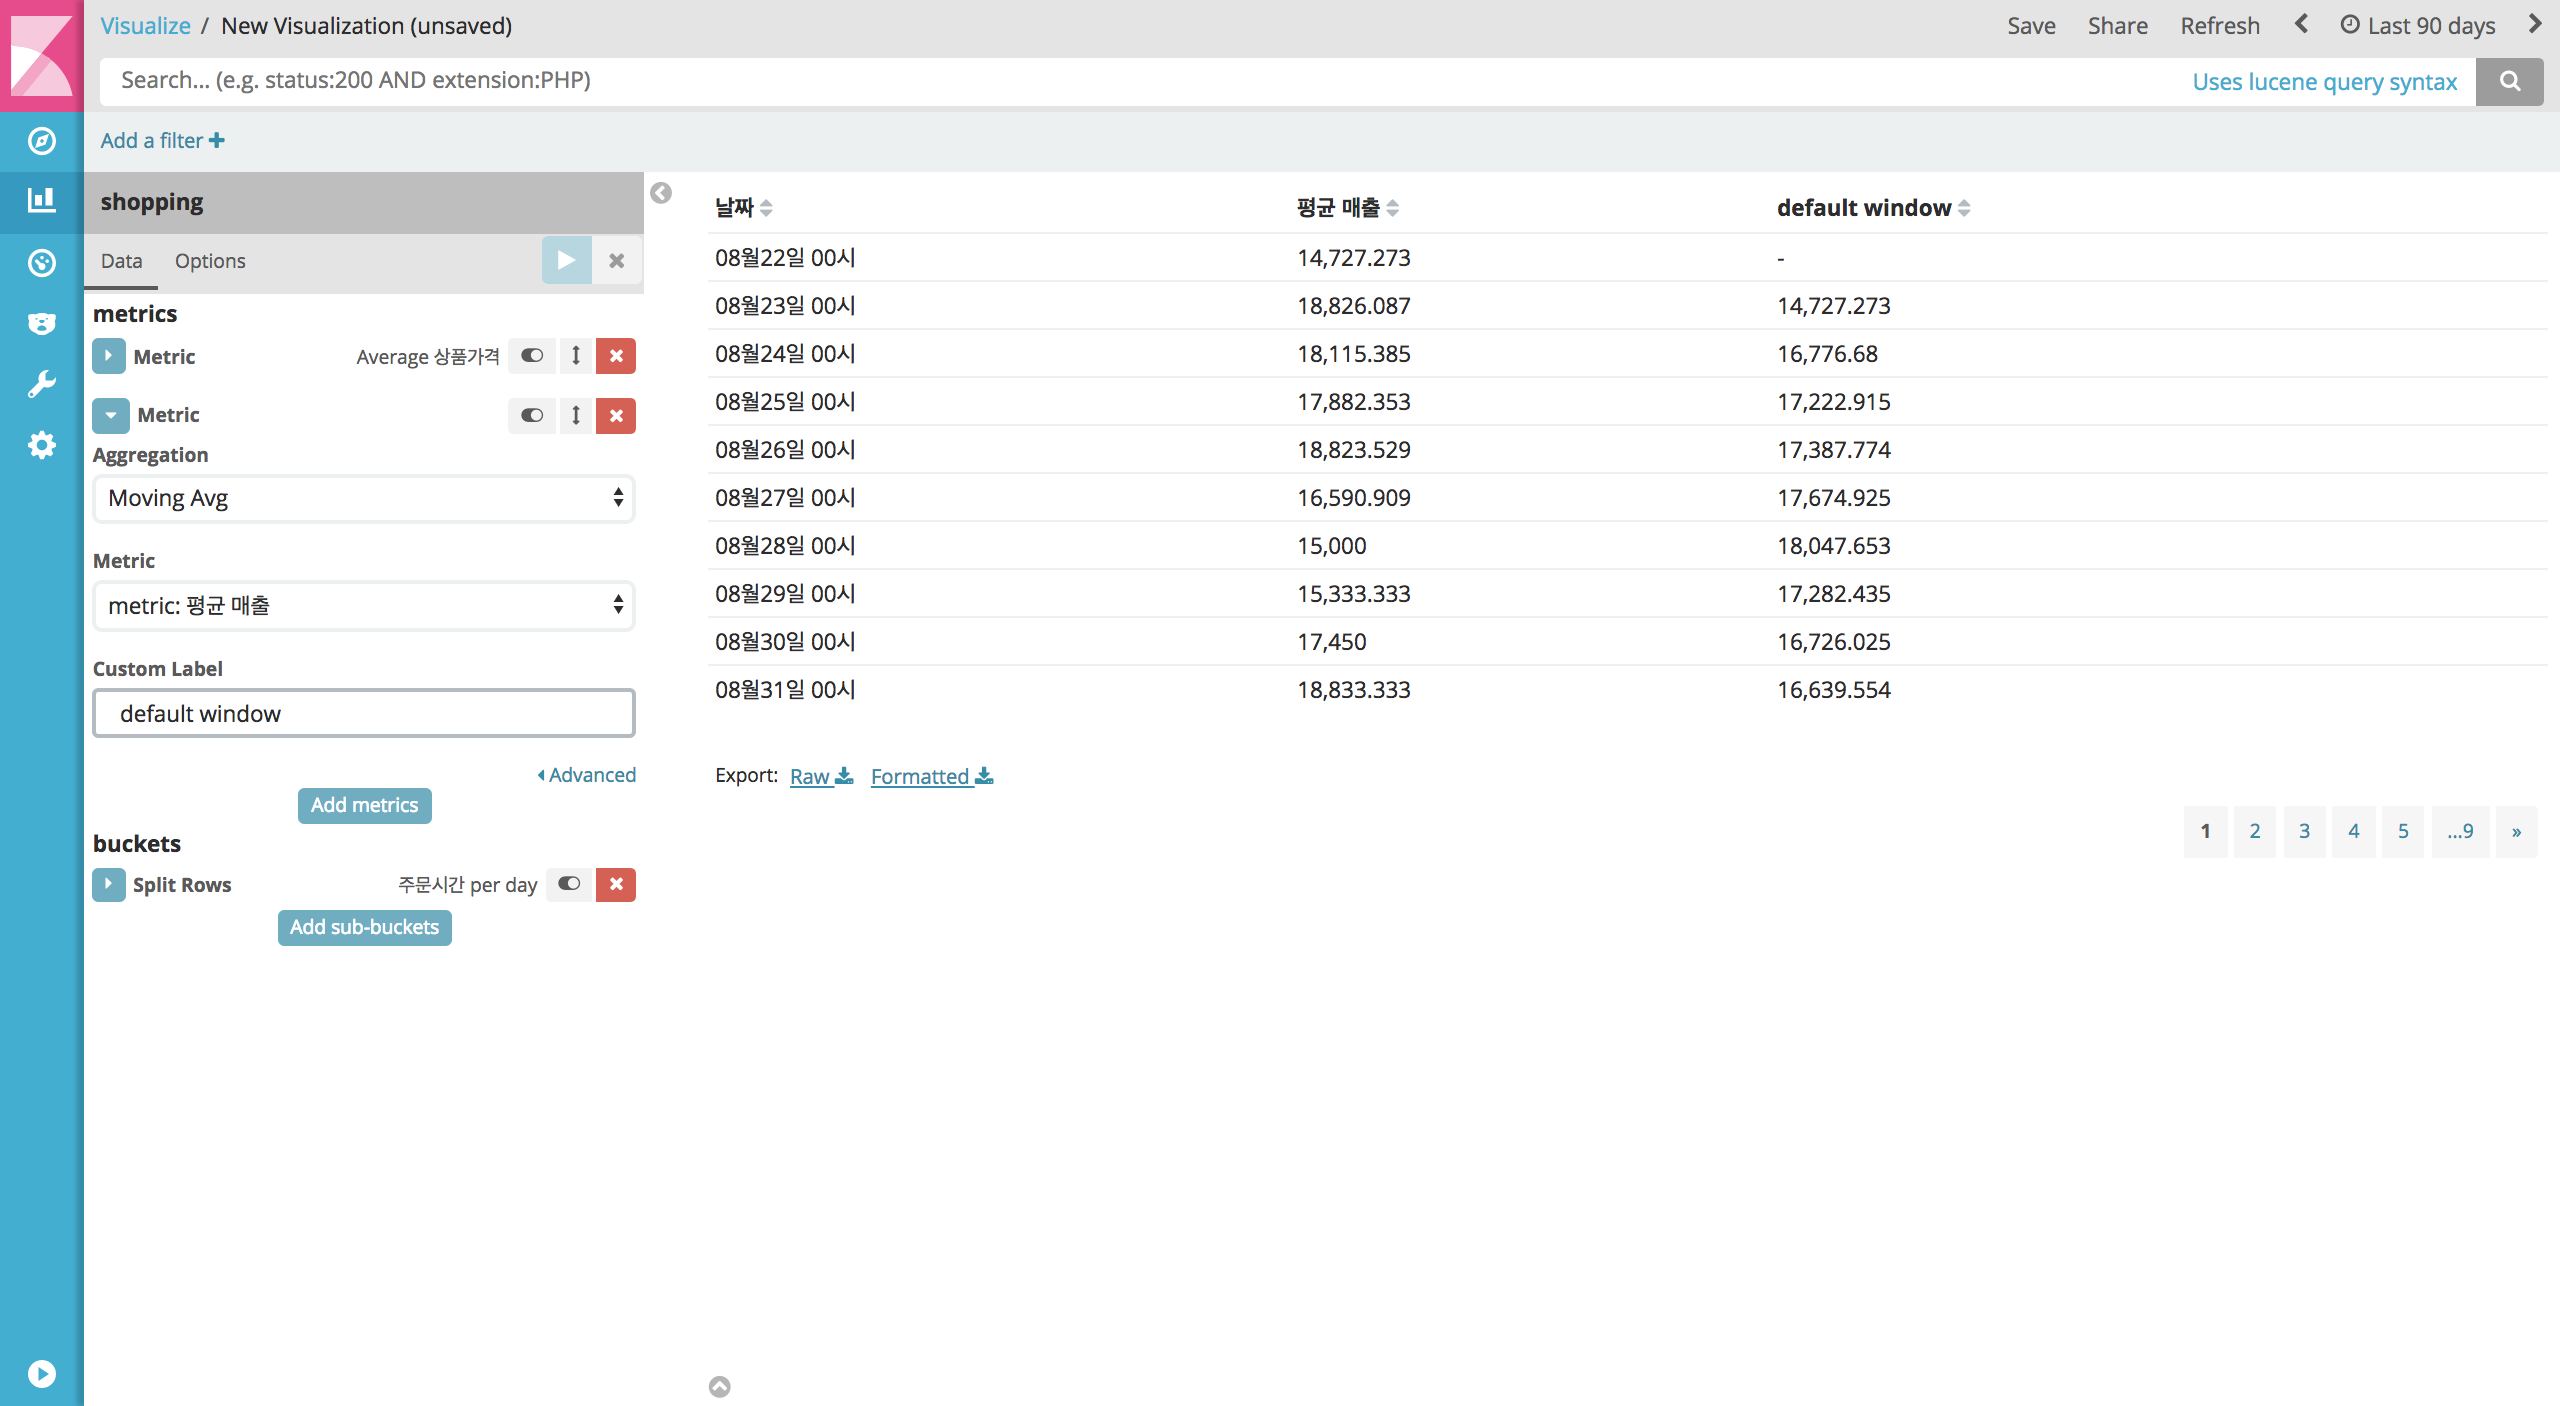 Visualize / New Visualization (unsaved)
Save Share Refresh Last 90 days
Search... (e.g. status:200 AND extension:PHP)
Uses lucene query syntax
Add a filter
shopping
Data Options
metrics
Metric Average 상품가격
Metric
Aggregation
Moving Avg
Metric
metric: 평균 매출
Custom Label
default window
Advanced
Add metrics
buckets
Split Rows 주문시간 per day
Add sub-buckets
날짜 평균 매출 default window
08월22일 00시 14,727.273 -
08월23일 00시 18,826.087 14,727.273
08월24일 00시 18,115.385 16,776.68
08월25일 00시 17,882.353 17,222.915
08월26일 00시 18,823.529 17,387.774
08월27일 00시 16,590.909 17,674.925
08월28일 00시 15,000 18,047.653
08월29일 00시 15,333.333 17,282.435
08월30일 00시 17,450 16,726.025
08월31일 00시 18,833.333 16,639.554
Export: Raw Formatted
1 2 3 4 5 ...9 »